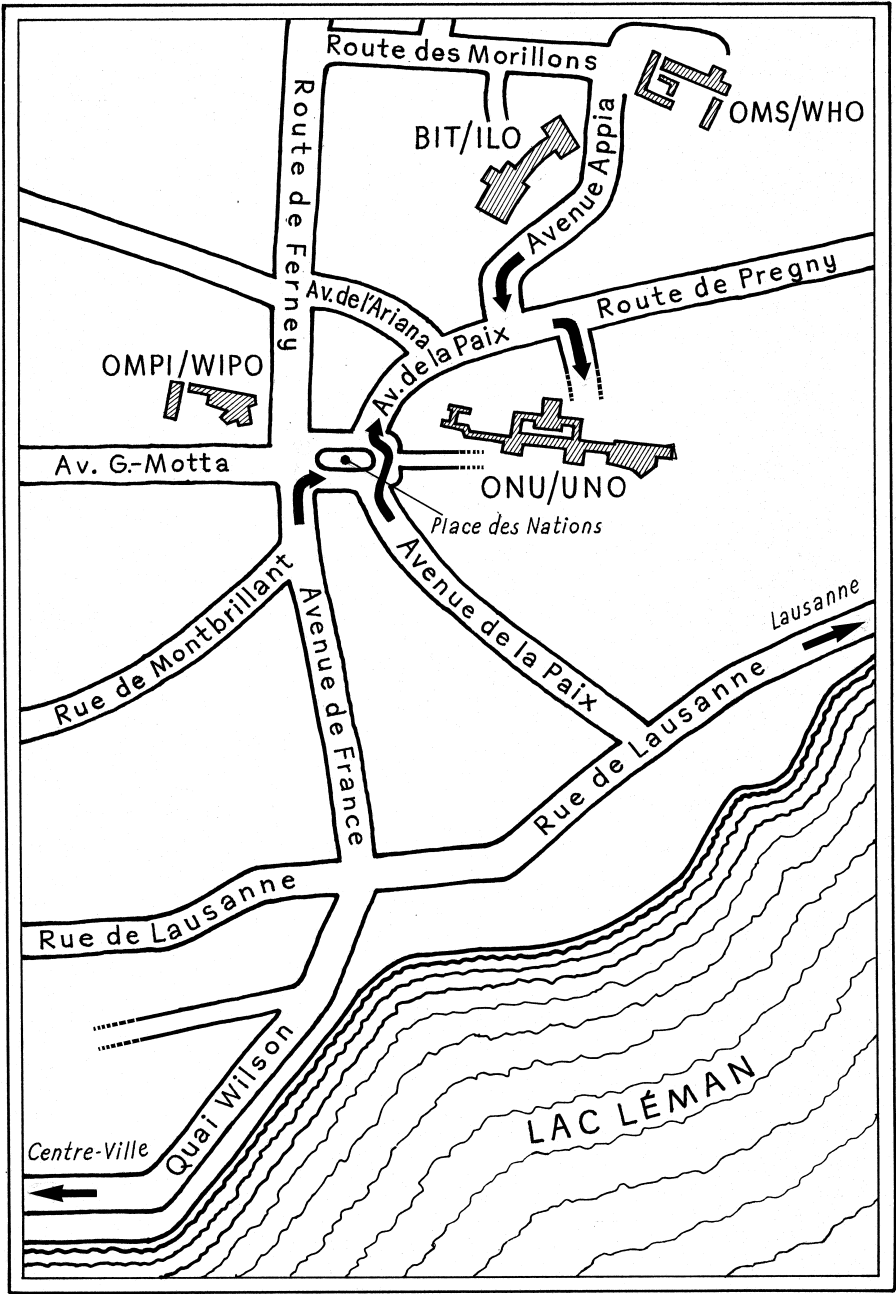 Route des Morillons
OMS/WHO
BIT/ILO
Avenue Appia
Route de Ferney
Route de Pregny
Av. de l'Ariana
Av. de la Paix
OMPI/WIPO
Av. G.-Motta
ONU/UNO
Place des Nations
Avenue de la Paix
Rue de Montbrillant
Avenue de France
Lausanne
Rue de Lausanne
Rue de Lausanne
Quai Wilson
LAC LÉMAN
Centre-Ville